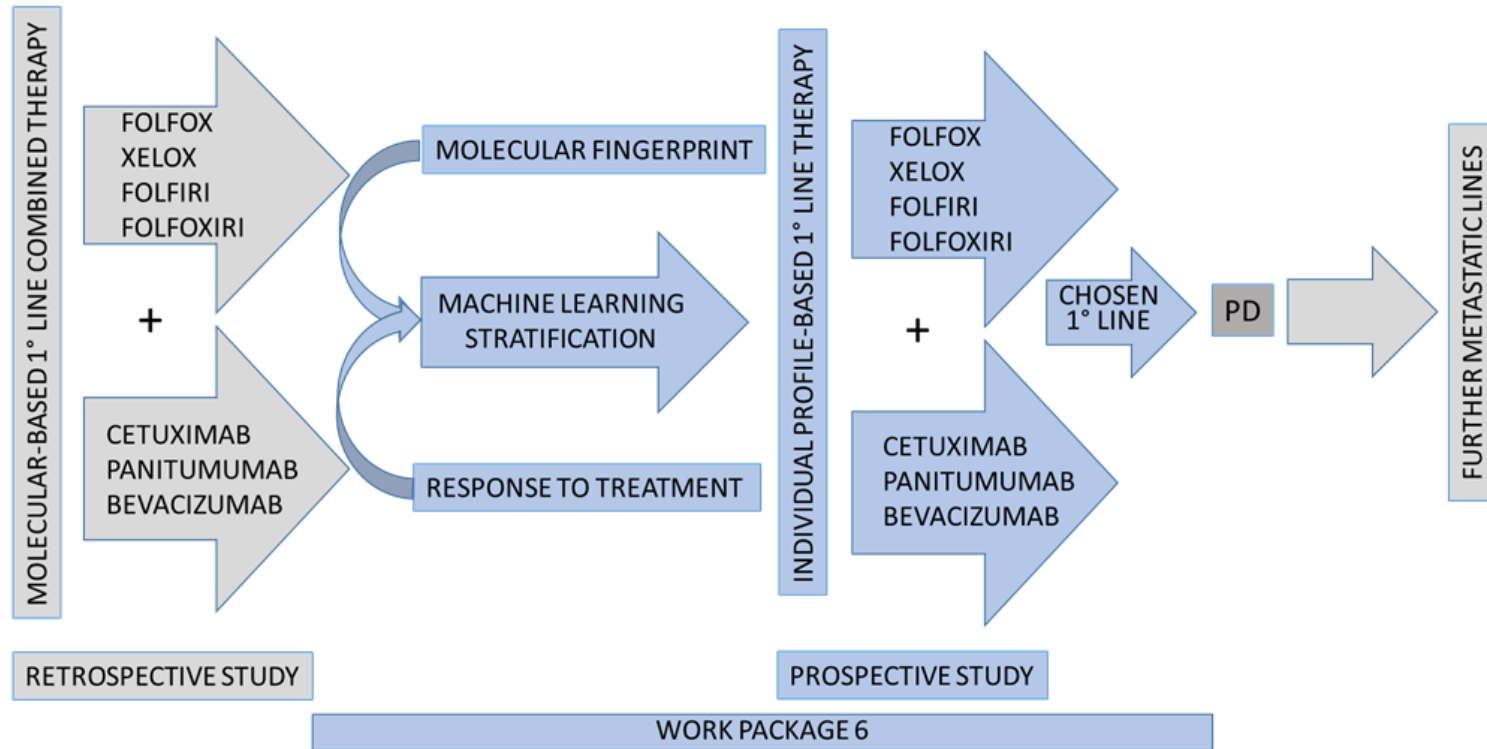 MOLECULAR-BASED 1° LINE COMBINED THERAPY
FOLFOX
XELOX
FOLFIRI
FOLFOXIRI
+
CETUXIMAB
PANITUMUMAB
BEVACIZUMAB
MOLECULAR FINGERPRINT
MACHINE LEARNING
STRATIFICATION
RESPONSE TO TREATMENT
INDIVIDUAL PROFILE-BASED 1° LINE THERAPY
FOLFOX
XELOX
FOLFIRI
FOLFOXIRI
+
CETUXIMAB
PANITUMUMAB
BEVACIZUMAB
CHOSEN
1° LINE
PD
FURTHER METASTATIC LINES
RETROSPECTIVE STUDY
PROSPECTIVE STUDY
WORK PACKAGE 6